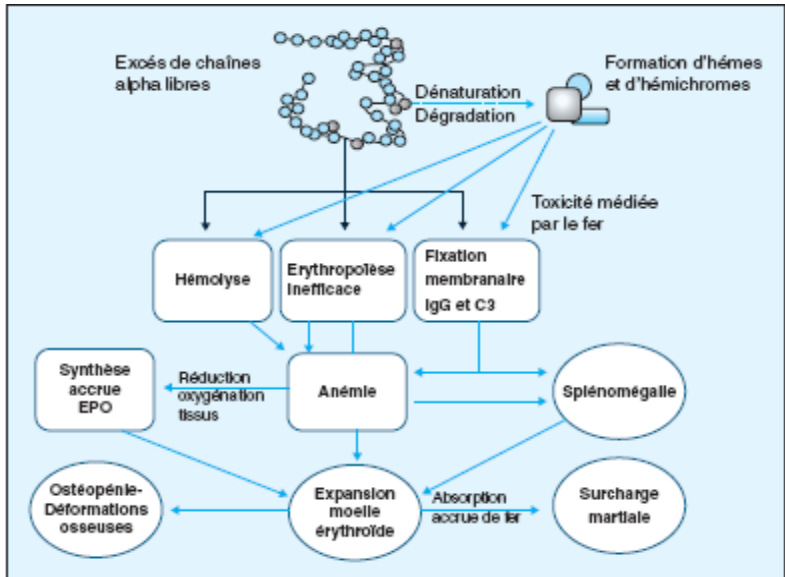 Excés de chaînes
alpha libres
Formation d'hémes
et d'hémichromes
Dénaturation
Dégradation
Toxicité médiée
par le fer
Hémolyse
Erythropoïèse
inefficace
Fixation
membranaire
IgG et C3
Synthèse
accrue
EPO
Réduction
oxygénation
tissus
Anémie
Splénomégalie
Ostéopénie-
Déformations
osseuses
Expansion
moelle
érythroïde
Absorption
accrue de fer
Surcharge
martiale